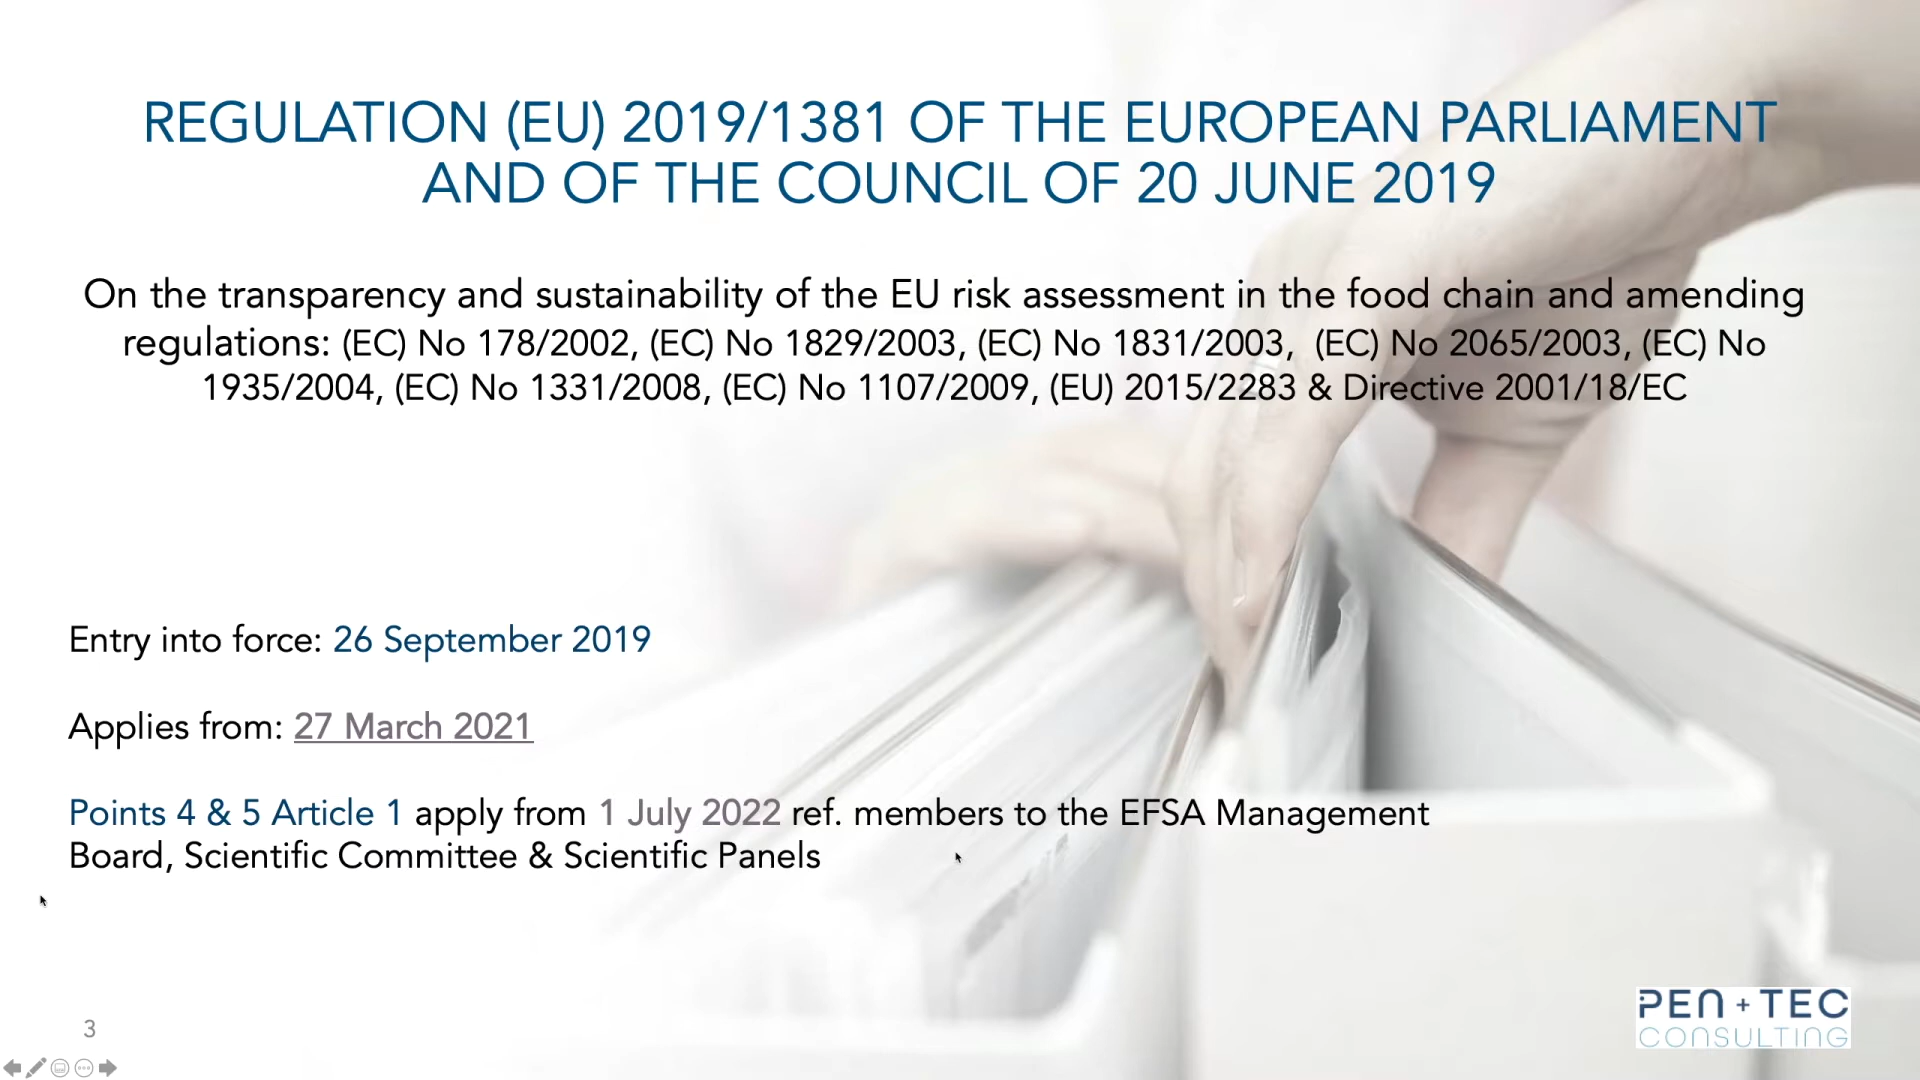 REGULATION (EU) 2019/1381 OF THE EUROPEAN PARLIAMENT
AND OF THE COUNCIL OF 20 JUNE 2019
On the transparency and sustainability of the EU risk assessment in the food chain and amending
regulations: (EC) No 178/2002, (EC) No 1829/2003, (EC) No 1831/2003,  (EC) No 2065/2003, (EC) No
1935/2004, (EC) No 1331/2008, (EC) No 1107/2009, (EU) 2015/2283 & Directive 2001/18/EC
Entry into force: 26 September 2019
Applies from: 27 March 2021
Points 4 & 5 Article 1 apply from 1 July 2022 ref. members to the EFSA Management
Board, Scientific Committee & Scientific Panels
3
PEN + TEC
CONSULTING